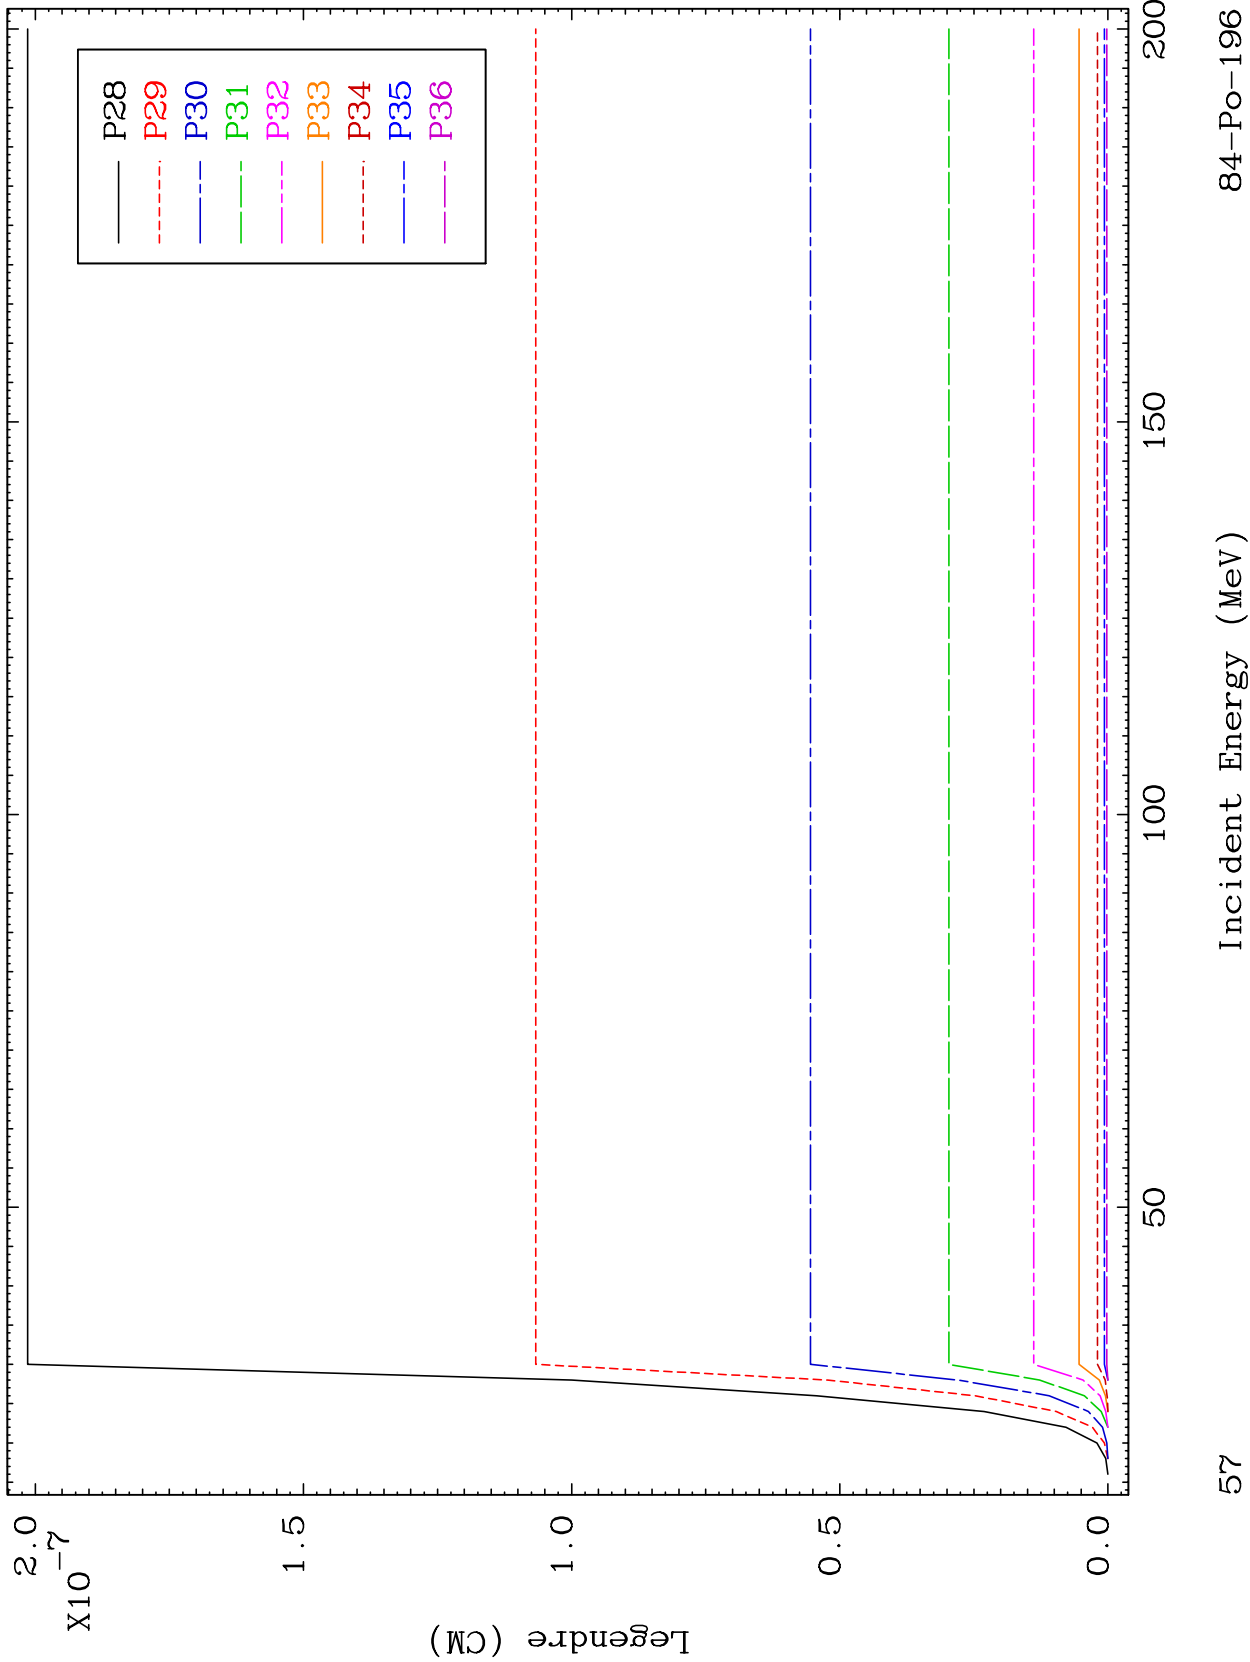 2.0
X10-7
1.5
1.0
0.5
0.0
Legendre (CM)
P28
P29
P30
P31
P32
P33
P34
P35
P36
50
100
150
200
Incident Energy (MeV)
57
84-Po-196